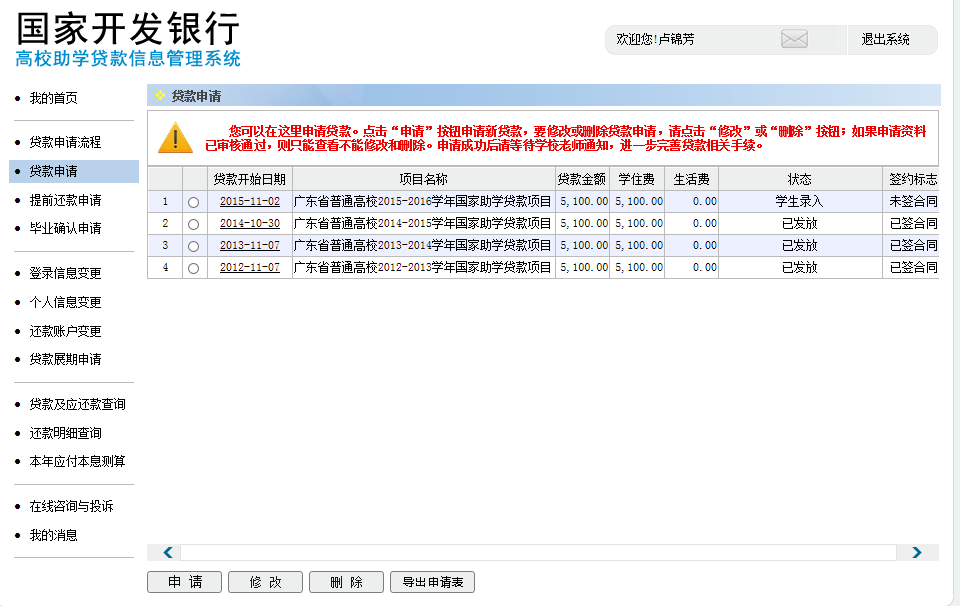 国家开发银行
高校助学贷款信息管理系统
欢迎您!卢锦芳
退出系统
我的首页
贷款申请流程
贷款申请
提前还款申请
毕业确认申请
登录信息变更
个人信息变更
还款账户变更
贷款展期申请
贷款及应还款查询
还款明细查询
本年应付本息测算
在线咨询与投诉
我的消息
贷款申请
您可以在这里申请贷款。点击“申请”按钮申请新贷款，要修改或删除贷款申请，请点击“修改”或“删除”按钮；如果申请资料
已审核通过，则只能查看不能修改和删除。申请成功后请等待学校老师通知，进一步完善贷款相关手续。
贷款开始日期 项目名称 贷款金额 学住费 生活费 状态 签约标志
1 2015-11-02 广东省普通高校2015-2016学年国家助学贷款项目 5,100.00 5,100.00 0.00 学生录入 未签合同
2 2014-10-30 广东省普通高校2014-2015学年国家助学贷款项目 5,100.00 5,100.00 0.00 已发放 已签合同
3 2013-11-07 广东省普通高校2013-2014学年国家助学贷款项目 5,100.00 5,100.00 0.00 已发放 已签合同
4 2012-11-07 广东省普通高校2012-2013学年国家助学贷款项目 5,100.00 5,100.00 0.00 已发放 已签合同
申 请 修 改 删 除 导出申请表